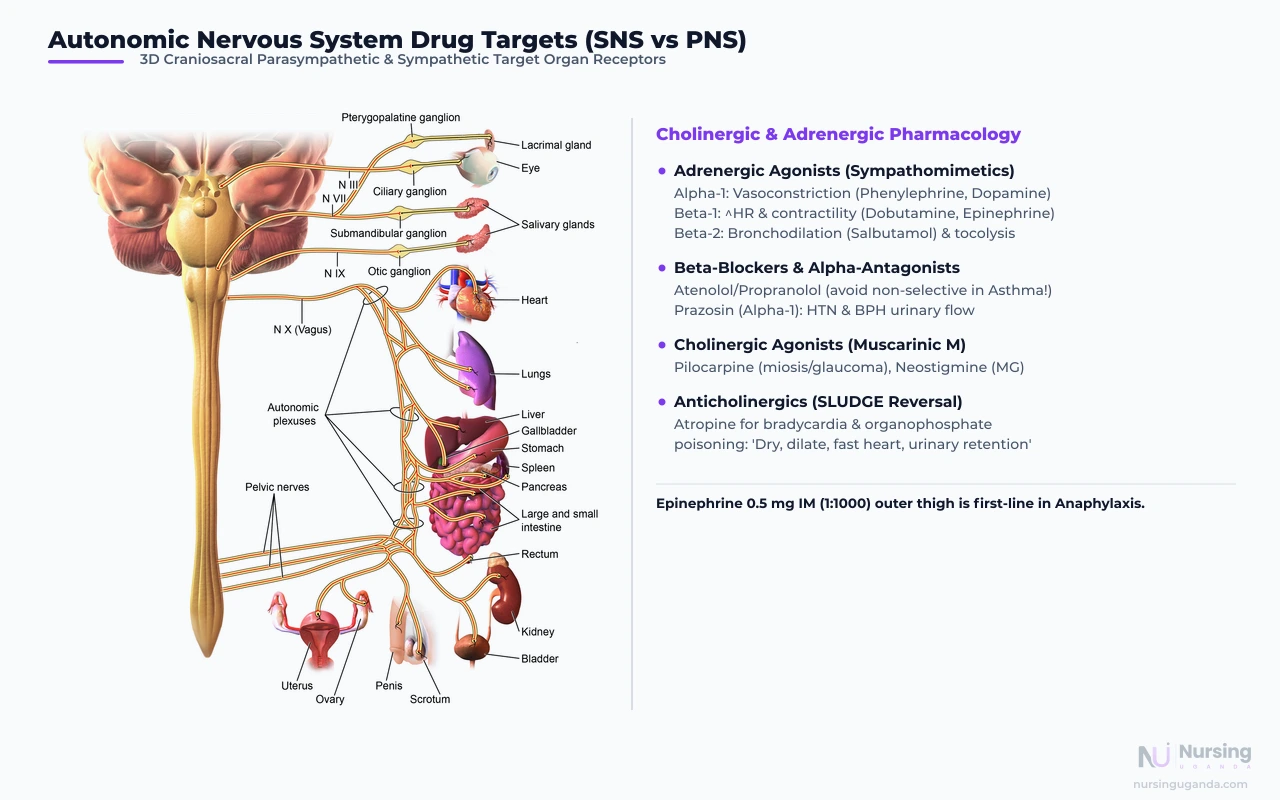 Autonomic Nervous System Drug Targets (SNS vs PNS)
3D Craniosacral Parasympathetic & Sympathetic Target Organ Receptors
Pterygopalatine ganglion
Lacrimal gland
Eye
N III
Ciliary ganglion
N VII
Submandibular ganglion
Salivary glands
N IX
Otic ganglion
Heart
N X (Vagus)
Lungs
Autonomic
plexuses
Liver
Gallbladder
Stomach
Spleen
Pancreas
Pelvic nerves
Large and small
intestine
Rectum
Kidney
Bladder
Uterus
Ovary
Penis
Scrotum
Cholinergic & Adrenergic Pharmacology
Adrenergic Agonists (Sympathomimetics)
Alpha-1: Vasoconstriction (Phenylephrine, Dopamine)
Beta-1: ^HR & contractility (Dobutamine, Epinephrine)
Beta-2: Bronchodilation (Salbutamol) & tocolysis
Beta-Blockers & Alpha-Antagonists
Atenolol/Propranolol (avoid non-selective in Asthma!)
Prazosin (Alpha-1): HTN & BPH urinary flow
Cholinergic Agonists (Muscarinic M)
Pilocarpine (miosis/glaucoma), Neostigmine (MG)
Anticholinergics (SLUDGE Reversal)
Atropine for bradycardia & organophosphate
poisoning: 'Dry, dilate, fast heart, urinary retention'
Epinephrine 0.5 mg IM (1:1000) outer thigh is first-line in Anaphylaxis.
NU Nursing
UGANDA
nursinguganda.com